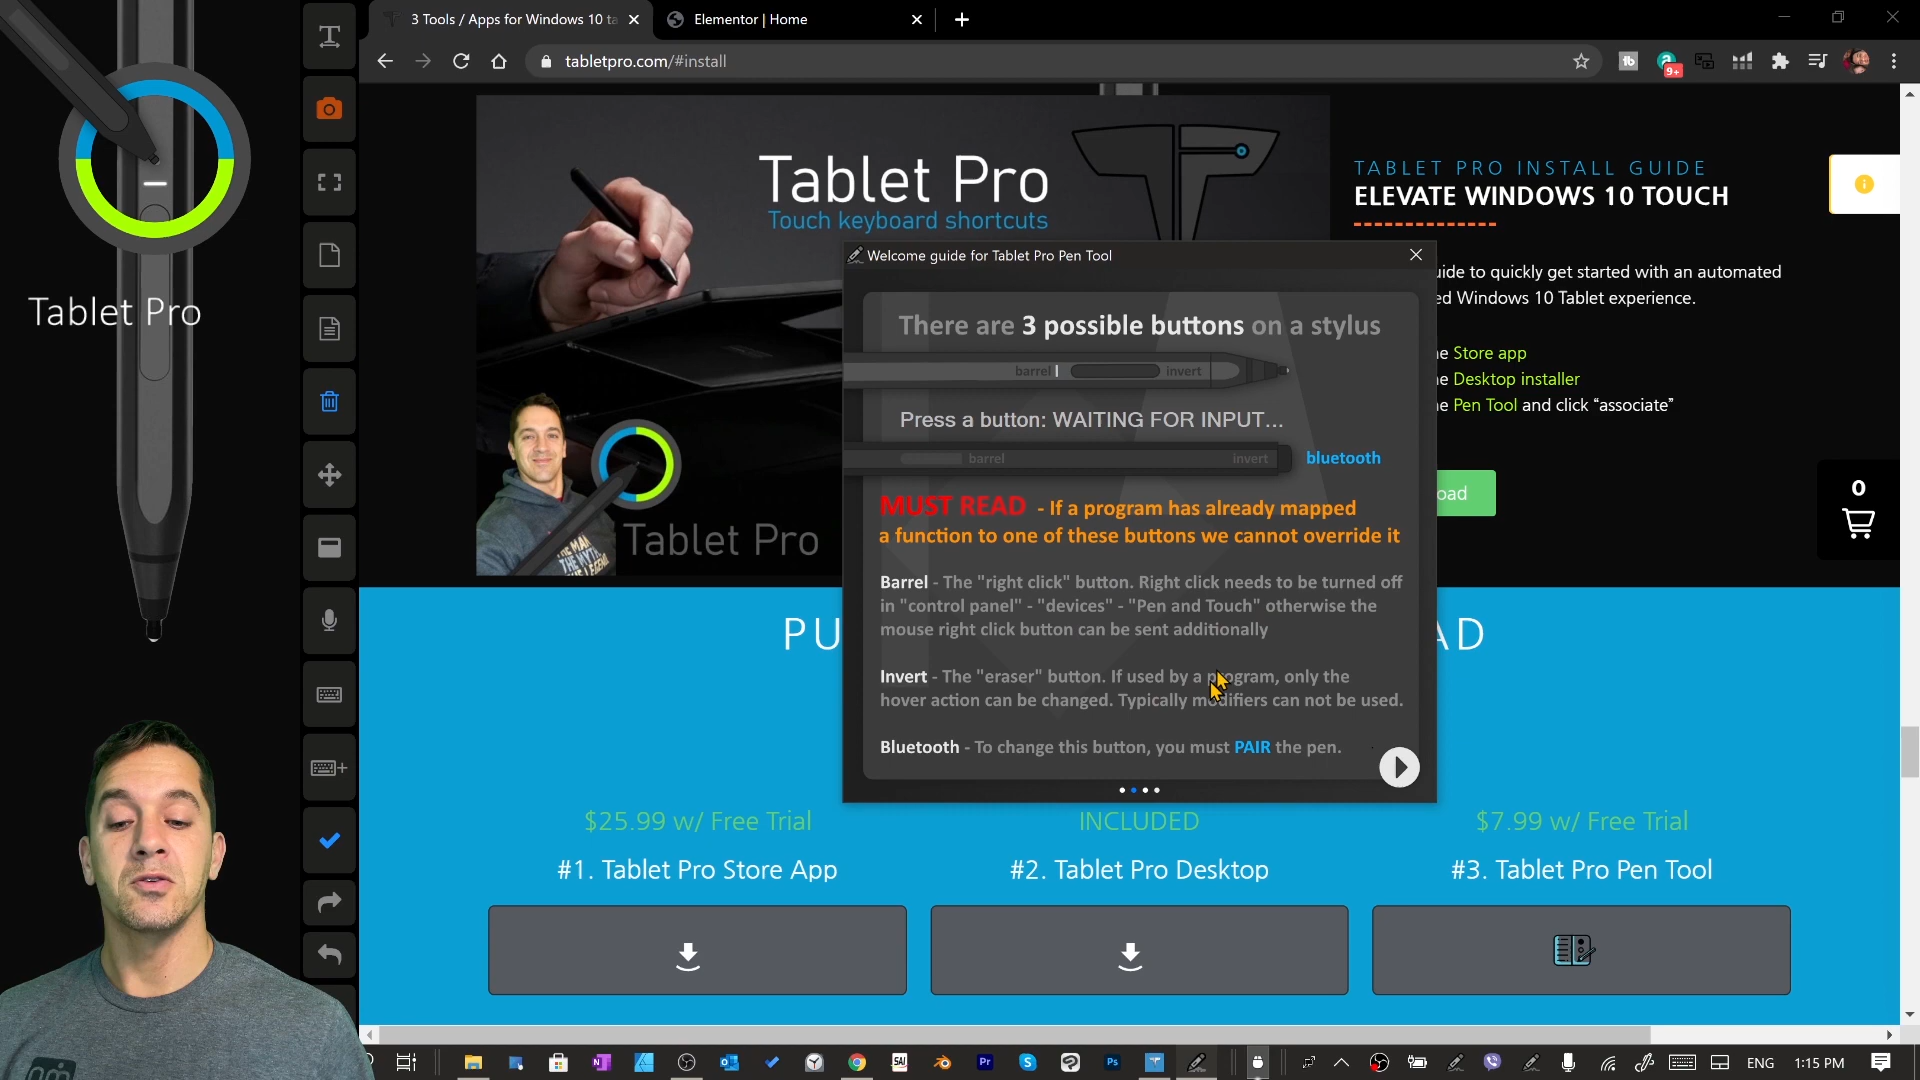 3 Tools / Apps for Windows 10 ta
Elementor | Home
tabletpro.com/#install
9+
Tablet Pro
Touch keyboard shortcuts
TABLET PRO INSTALL GUIDE
ELEVATE WINDOWS 10 TOUCH
Tablet Pro
Welcome guide for Tablet Pro Pen Tool
uide to quickly get started with an automated
ed Windows 10 Tablet experience.
There are 3 possible buttons on a stylus
barrel
invert
ne Store app
ne Desktop installer
ne Pen Tool and click “associate”
Press a button: WAITING FOR INPUT...
barrel
invert
bluetooth
oad
0
MUST READ - If a program has already mapped
a function to one of these buttons we cannot override it
Tablet Pro
Barrel - The "right click" button. Right click needs to be turned off
in "control panel" - "devices" - "Pen and Touch" otherwise the
mouse right click button can be sent additionally
PU
AD
Invert - The "eraser" button. If used by a program, only the
hover action can be changed. Typically modifiers can not be used.
Bluetooth - To change this button, you must PAIR the pen.
$25.99 w/ Free Trial
INCLUDED
$7.99 w/ Free Trial
#1. Tablet Pro Store App
#2. Tablet Pro Desktop
#3. Tablet Pro Pen Tool
SAI
Pr
Ps
ENG
1:15 PM